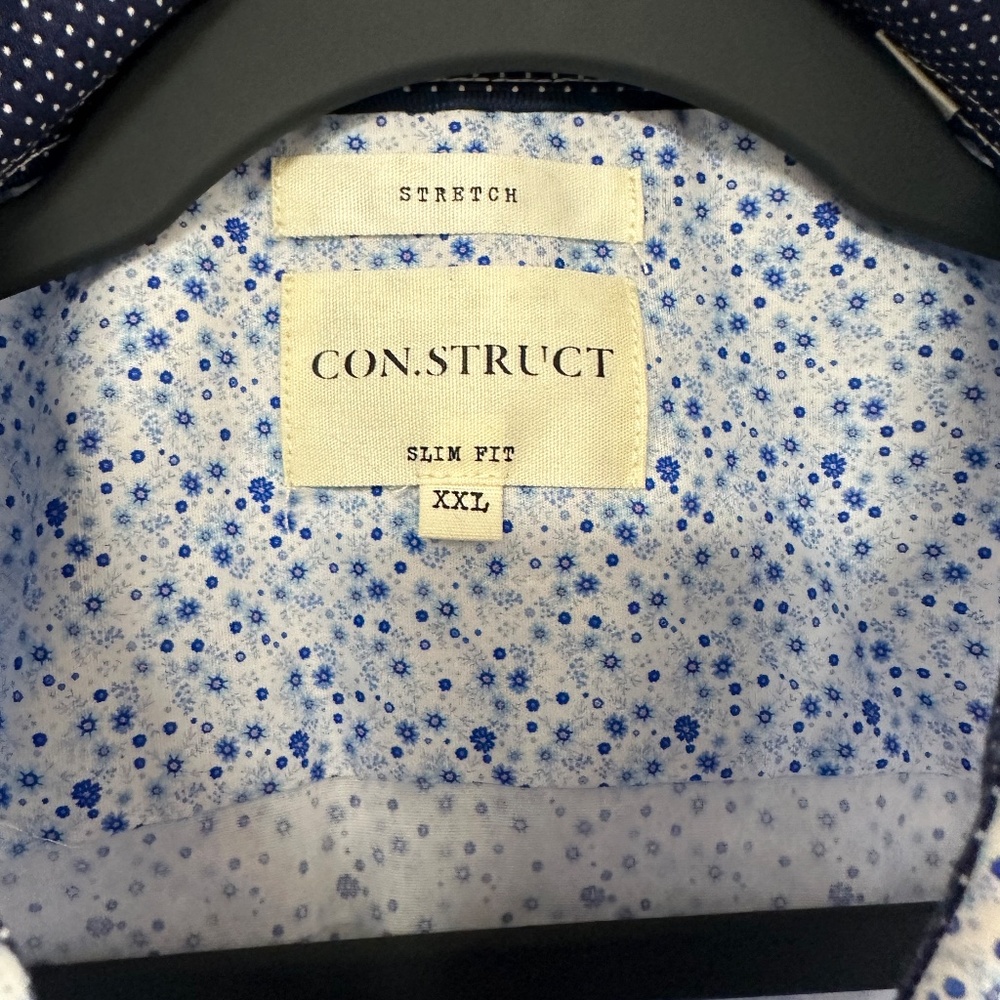 STRETCH
CON.STRUCT
SLIM FIT
XXL